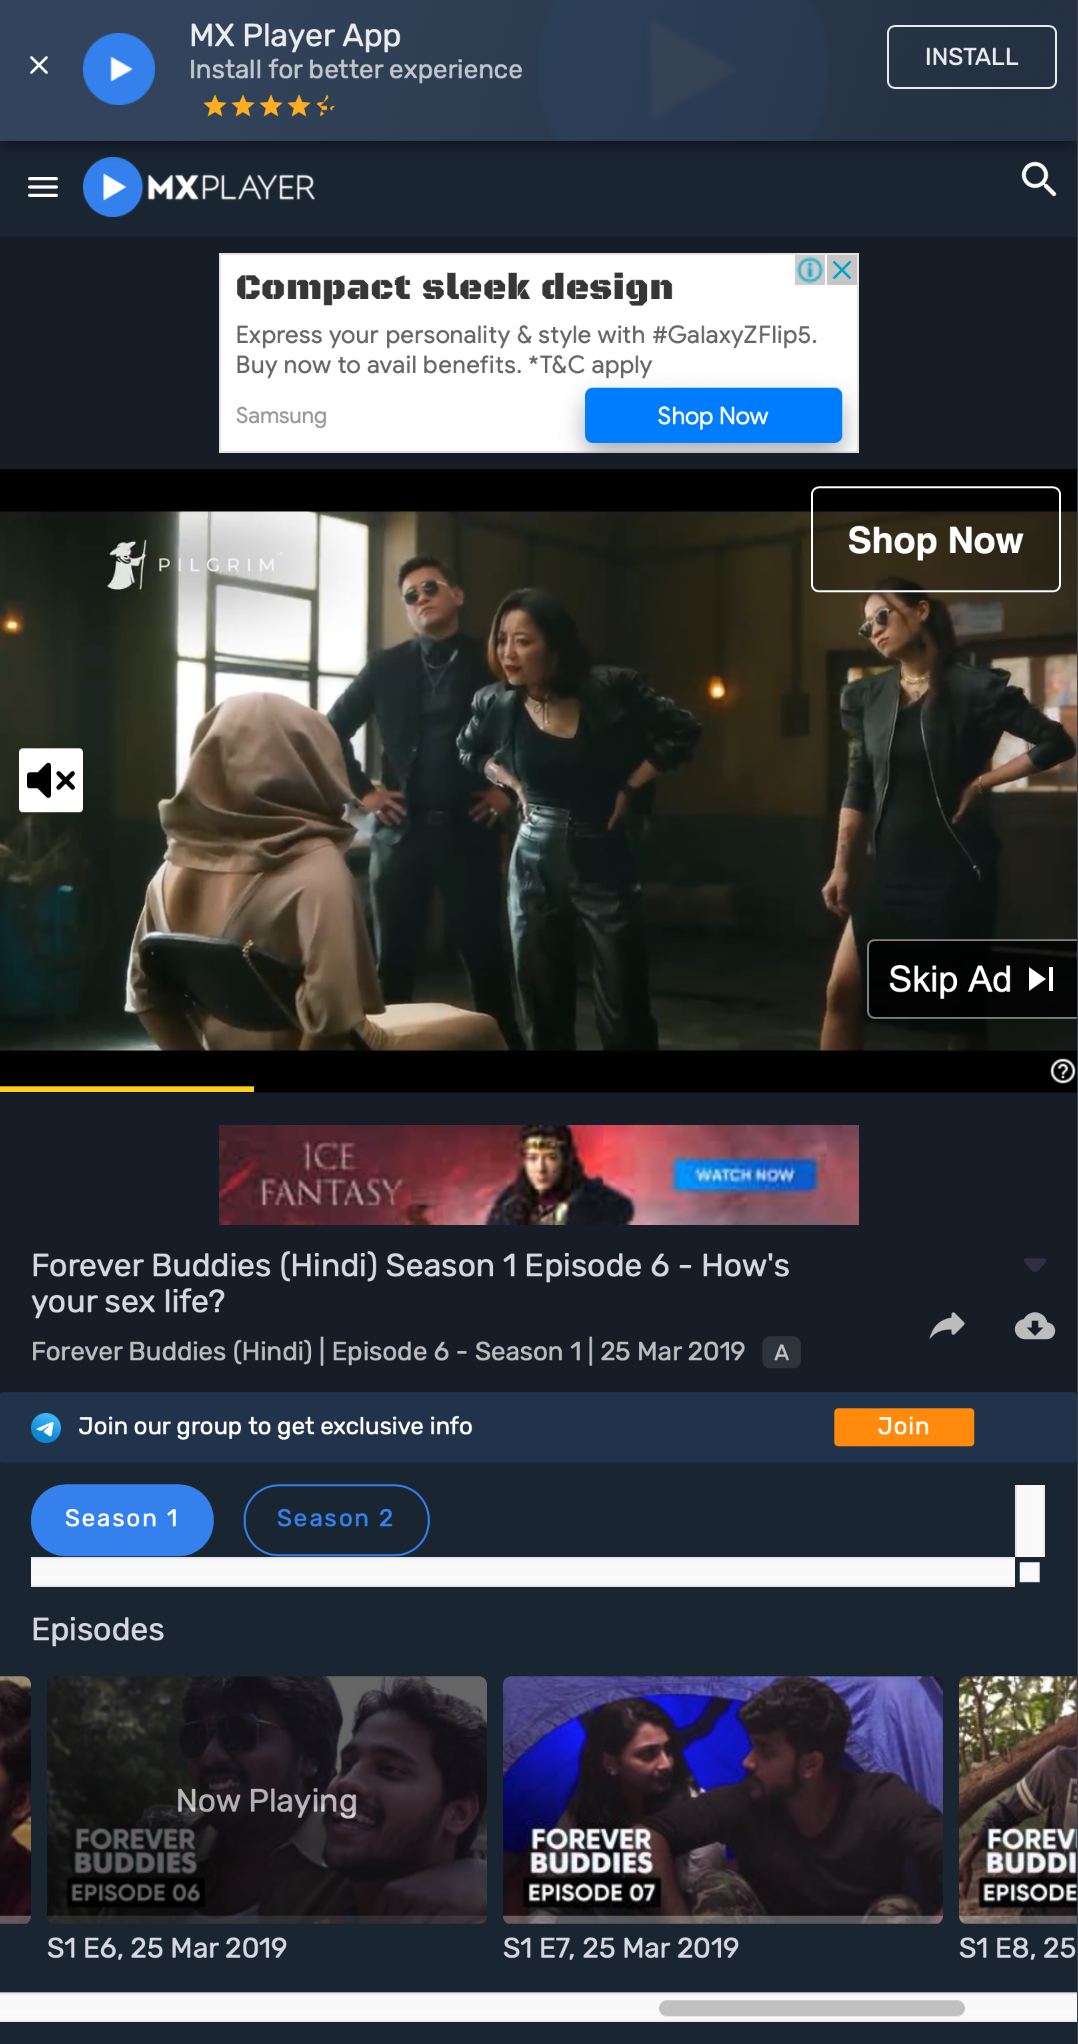 MX Player App
Install for better experience
INSTALL
MXPLAYER
Compact sleek design
Express your personality & style with #GalaxyZFlip5.
Buy now to avail benefits. *T&C apply
Samsung
Shop Now
Shop Now
PILGRIM
Skip Ad
ICE
FANTASY
WATCH NOW
Forever Buddies (Hindi) Season 1 Episode 6 - How's
your sex life?
Forever Buddies (Hindi) | Episode 6 - Season 1 | 25 Mar 2019 A
Join our group to get exclusive info
Join
Season 1
Season 2
Episodes
Now Playing
FOREVER
BUDDIES
EPISODE 06
FOREVER
BUDDIES
EPISODE 07
FOREV
BUDDI
EPISODE
S1 E6, 25 Mar 2019
S1 E7, 25 Mar 2019
S1 E8, 25